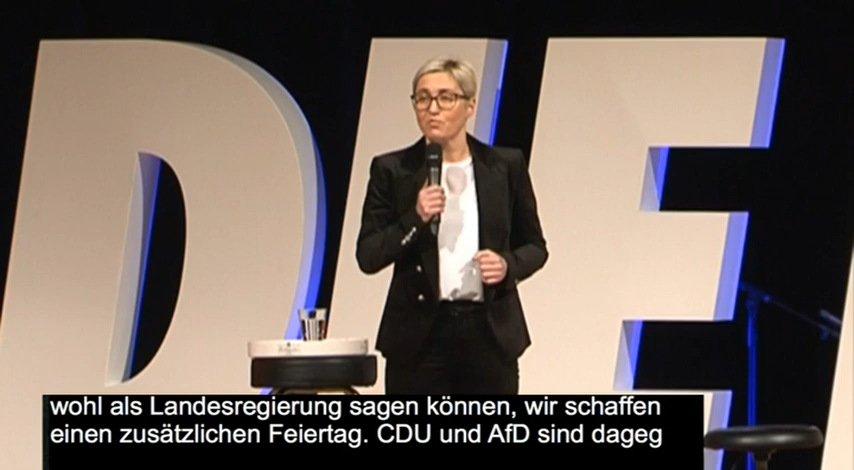 DIE
wohl als Landesregierung sagen können, wir schaffen
einen zusätzlichen Feiertag. CDU und AfD sind dageg